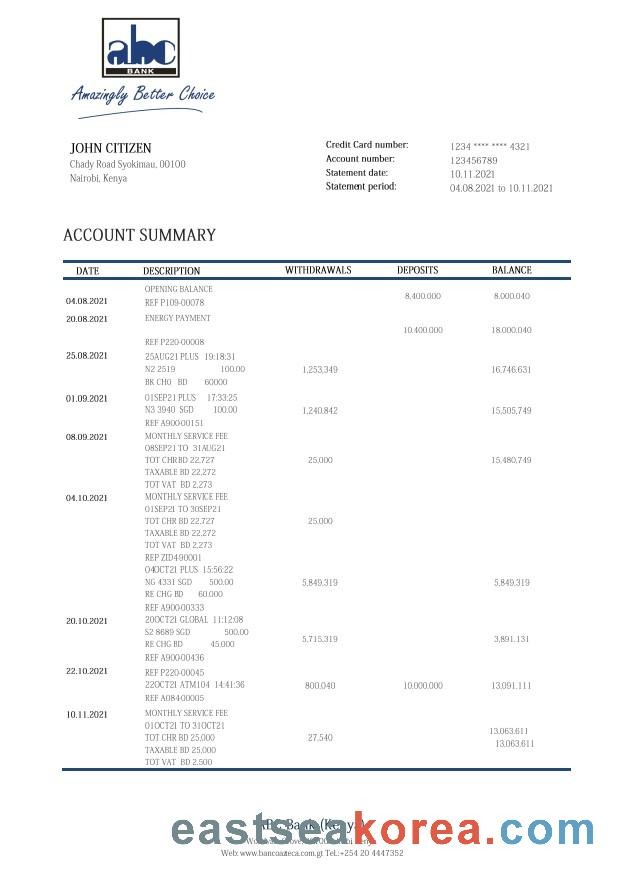 abc
BANK
Amazingly Better Choice
JOHN CITIZEN
Chady Road Syokimau, 00100
Nairobi, Kenya
Credit Card number: 1234 **** **** 4321
Account number: 123456789
Statement date: 10.11.2021
Statement period: 04.08.2021 to 10.11.2021
ACCOUNT SUMMARY
DATE DESCRIPTION WITHDRAWALS DEPOSITS BALANCE
OPENING BALANCE
04.08.2021 REF P109-00078 8,400.000 8,000.040
20.08.2021 ENERGY PAYMENT
10.400.000 18.000.040
REF P220-00008
25.08.2021 25AUG21 PLUS 19:18:31
N2 2519 100.00 1,253,349 16.746.631
BK CHO BD 60000
01.09.2021 01SEP21 PLUS 17:33:25
N3 3940 SGD 100.00 1,240.842 15,505,749
REF A900-00151
08.09.2021 MONTHLY SERVICE FEE
08SEP21 TO 31AUG21
TOT CHRBD 22,727 25,000 15,480,749
TAXABLE BD 22,272
TOT VAT BD 2,273
04.10.2021 MONTHLY SERVICE FEE
01SEP21 TO 30SEP21
TOT CHR BD 22,727 25,000
TAXABLE BD 22,272
TOT VAT BD 2,273
REP ZID490001
04OCT21 PLUS 15:56:22
NG 4331 SGD 500.00 5,849,319 5,849,319
RE CHG BD 60.000
REF A900-00333
20.10.2021 20OCT21 GLOBAL 11:12:08
S2 8689 SGD 500.00
RE CHG BD 45,000 5,715,319 3,891.131
REF A900-00436
22.10.2021 REF P220-00045
22OCT21 ATM104 14:41:36 800,040 10,000,000 13,091,111
REF A084-00005
10.11.2021 MONTHLY SERVICE FEE
01OCT21 TO 31OCT21 13,063.611
TOT CHR BD 25,000 27,540 13,063.611
TAXABLE BD 25,000
TOT VAT BD 2,500
ABC Bank (Kenya)
eastseakorea.com
Web: www.bancoazteca.com.gt TeL:+254 20 4447352